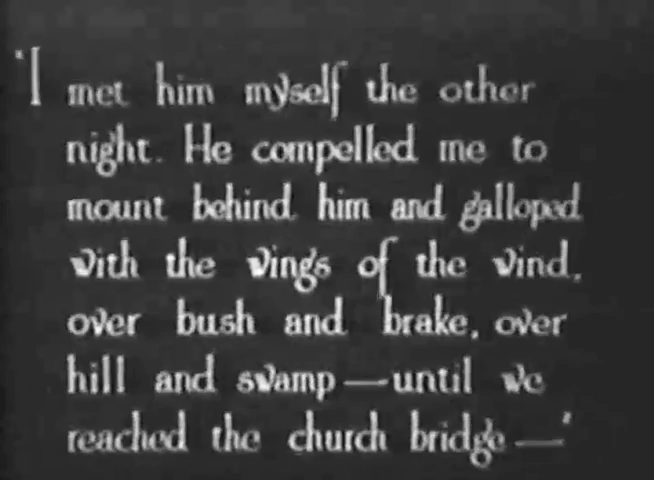 'I met him myself the other
night. He compelled me to
mount behind him and galloped
with the wings of the wind,
over bush and brake, over
hill and swamp—until we
reached the church bridge—'